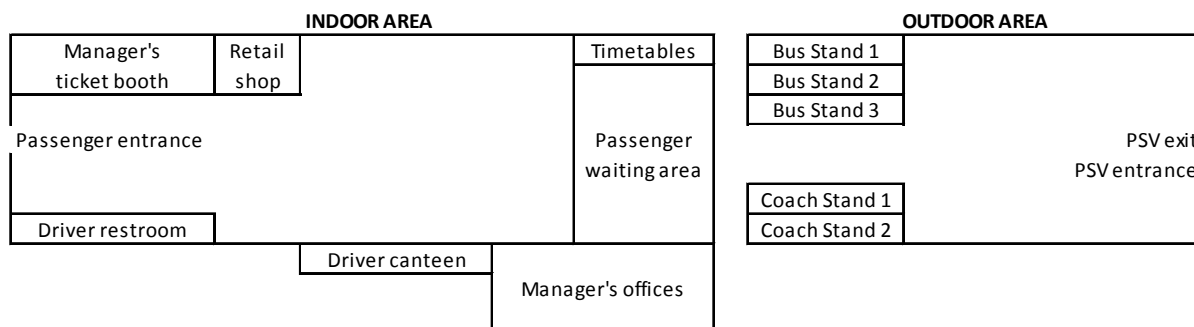 INDOOR AREA
OUTDOOR AREA
Manager's
ticket booth
Retail
shop
Timetables
Bus Stand 1
Bus Stand 2
Bus Stand 3
Passenger entrance
Passenger
waiting area
PSV exit
PSV entrance
Coach Stand 1
Driver restroom
Coach Stand 2
Driver canteen
Manager's offices